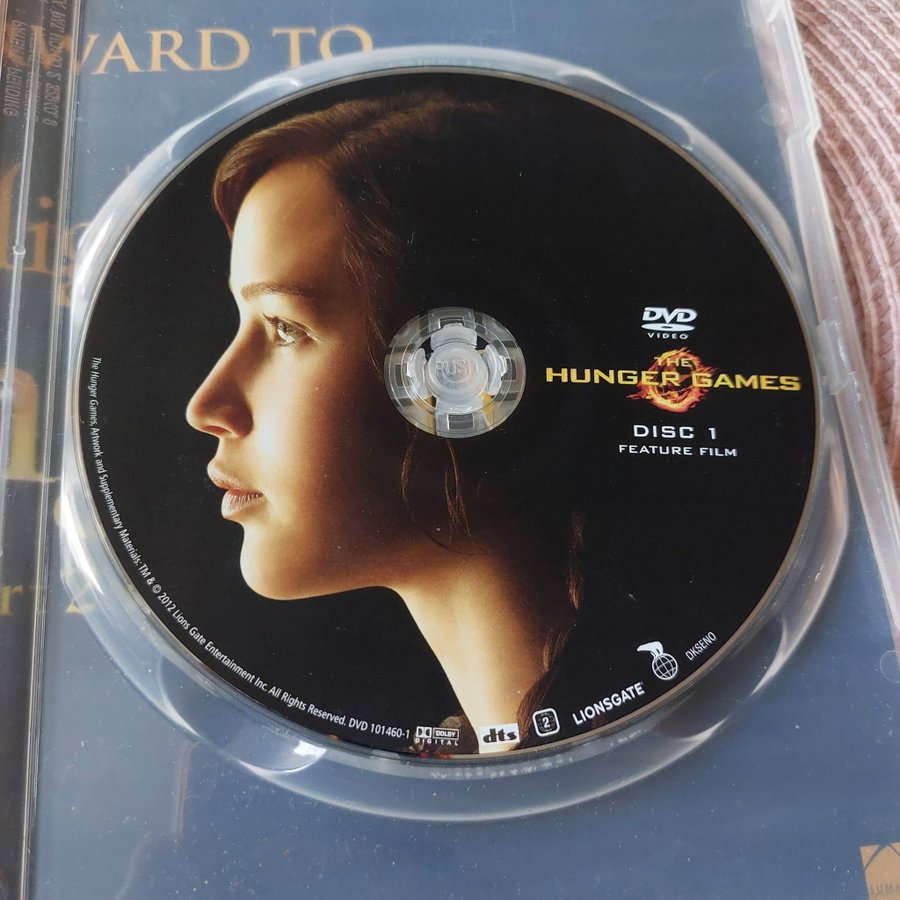 WARD TO
DVD
VIDEO
THE
HUNGER GAMES
DISC 1
FEATURE FILM
PUSH
The Hunger Games, Artwork and Supplementary Materials: TM & © 2012 Lions Gate Entertainment Inc. All Rights Reserved. DVD 101460-1
DOLBY
DIGITAL
dts
2
LIONSGATE
DKSENO